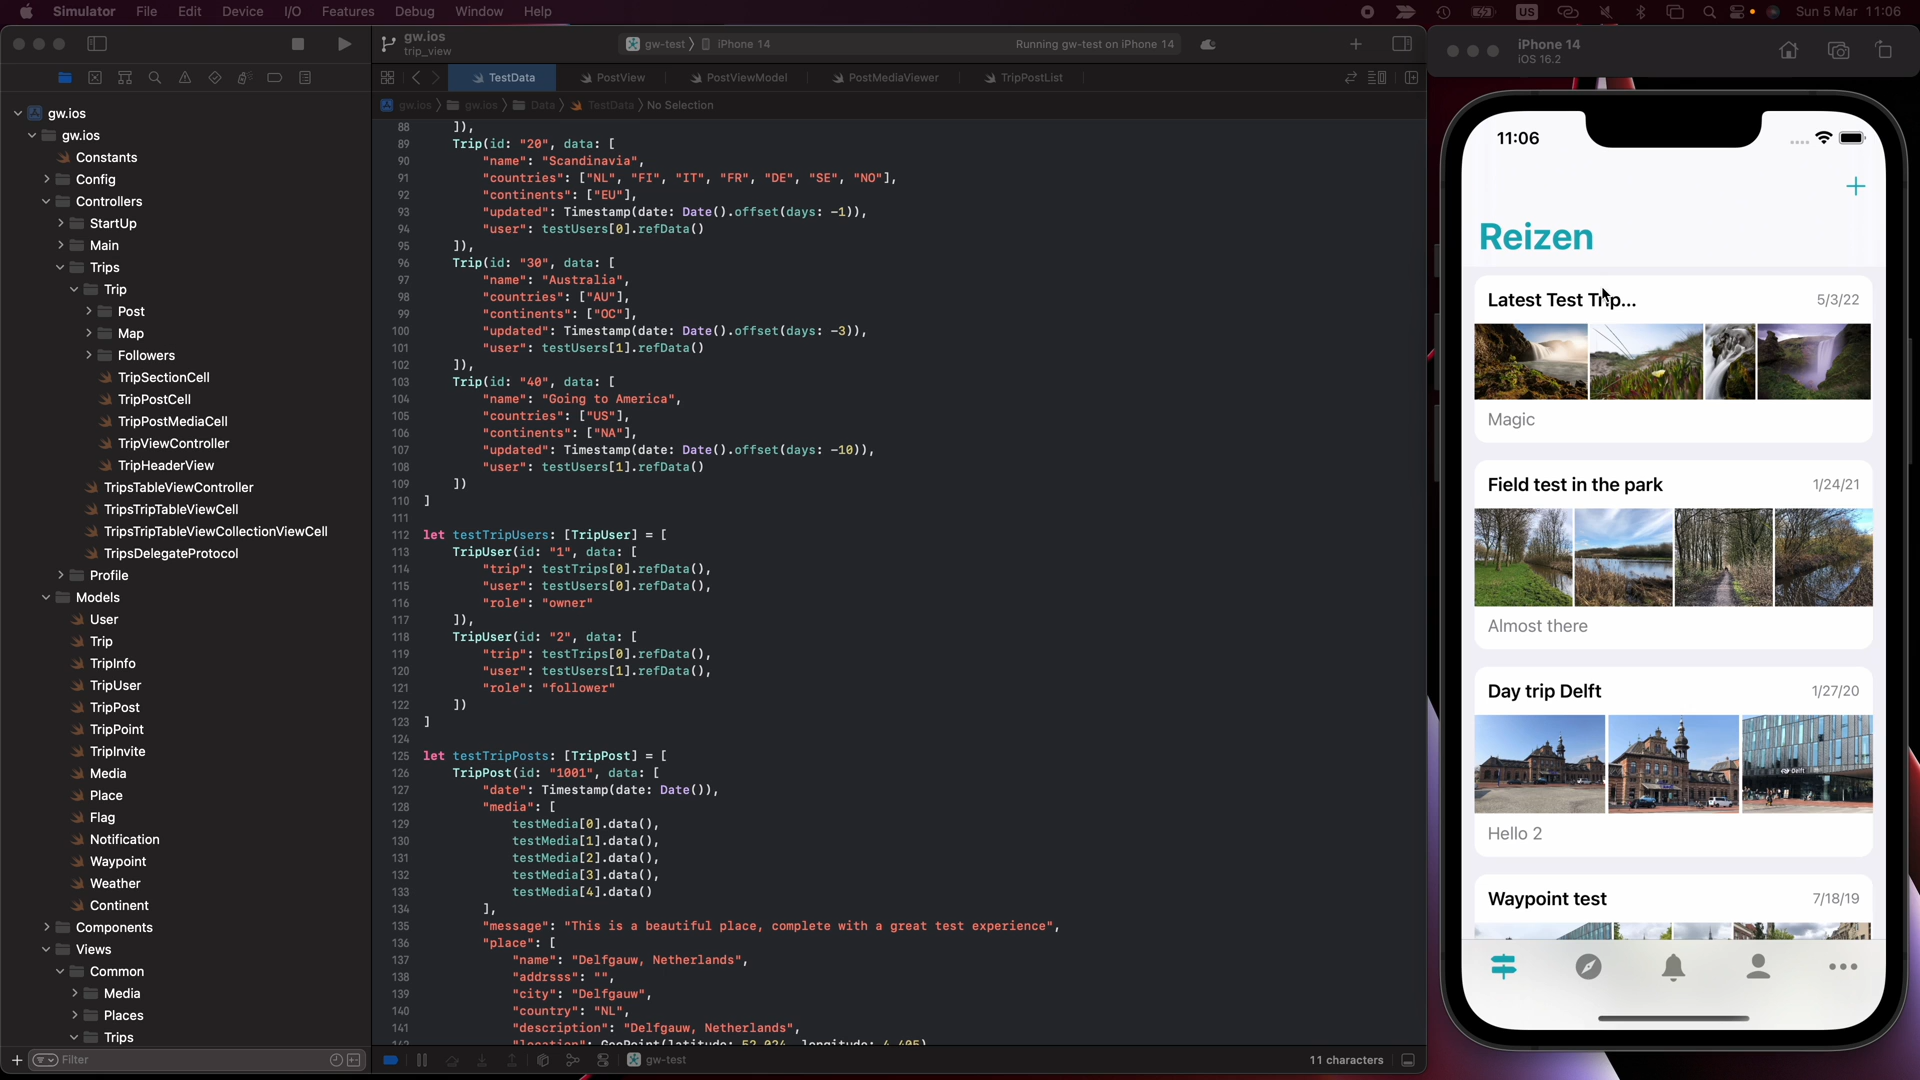 Simulator File Edit Device I/O Features Debug Window Help
US Sun 5 Mar 11:06
gw.ios
trip_view
gw-test iPhone 14 Running gw-test on iPhone 14
TestData PostView PostViewModel PostMediaViewer TripPostList
gw.ios gw.ios Data TestData No Selection
gw.ios
gw.ios
Constants
Config
Controllers
StartUp
Main
Trips
Trip
Post
Map
Followers
TripSectionCell
TripPostCell
TripPostMediaCell
TripViewController
TripHeaderView
TripsTableViewController
TripsTripTableViewCell
TripsTripTableViewCollectionViewCell
TripsDelegateProtocol
Profile
Models
User
Trip
TripInfo
TripUser
TripPost
TripPoint
TripInvite
Media
Place
Flag
Notification
Waypoint
Weather
Continent
Components
Views
Common
Media
Places
Trips
Filter
88 ]),
89 Trip(id: "20", data: [
90 "name": "Scandinavia",
91 "countries": ["NL", "FI", "IT", "FR", "DE", "SE", "NO"],
92 "continents": ["EU"],
93 "updated": Timestamp(date: Date().offset(days: -1)),
94 "user": testUsers[0].refData()
95 ]),
96 Trip(id: "30", data: [
97 "name": "Australia",
98 "countries": ["AU"],
99 "continents": ["OC"],
100 "updated": Timestamp(date: Date().offset(days: -3)),
101 "user": testUsers[1].refData()
102 ]),
103 Trip(id: "40", data: [
104 "name": "Going to America",
105 "countries": ["US"],
106 "continents": ["NA"],
107 "updated": Timestamp(date: Date().offset(days: -10)),
108 "user": testUsers[1].refData()
109 ])
110 ]
111
112 let testTripUsers: [TripUser] = [
113 TripUser(id: "1", data: [
114 "trip": testTrips[0].refData(),
115 "user": testUsers[0].refData(),
116 "role": "owner"
117 ]),
118 TripUser(id: "2", data: [
119 "trip": testTrips[0].refData(),
120 "user": testUsers[1].refData(),
121 "role": "follower"
122 ])
123 ]
124
125 let testTripPosts: [TripPost] = [
126 TripPost(id: "1001", data: [
127 "date": Timestamp(date: Date()),
128 "media": [
129 testMedia[0].data(),
130 testMedia[1].data(),
131 testMedia[2].data(),
132 testMedia[3].data(),
133 testMedia[4].data()
134 ],
135 "message": "This is a beautiful place, complete with a great test experience",
136 "place": [
137 "name": "Delfgauw, Netherlands",
138 "addrsss": "",
139 "city": "Delfgauw",
140 "country": "NL",
141 "description": "Delfgauw, Netherlands",
142 "location": GeoPoint(latitude: 52.024, longitude: 4.405)
gw-test 11 characters
iPhone 14
iOS 16.2
11:06
Reizen
Latest Test Trip... 5/3/22
Magic
Field test in the park 1/24/21
Almost there
Day trip Delft 1/27/20
Delft
Hello 2
Waypoint test 7/18/19